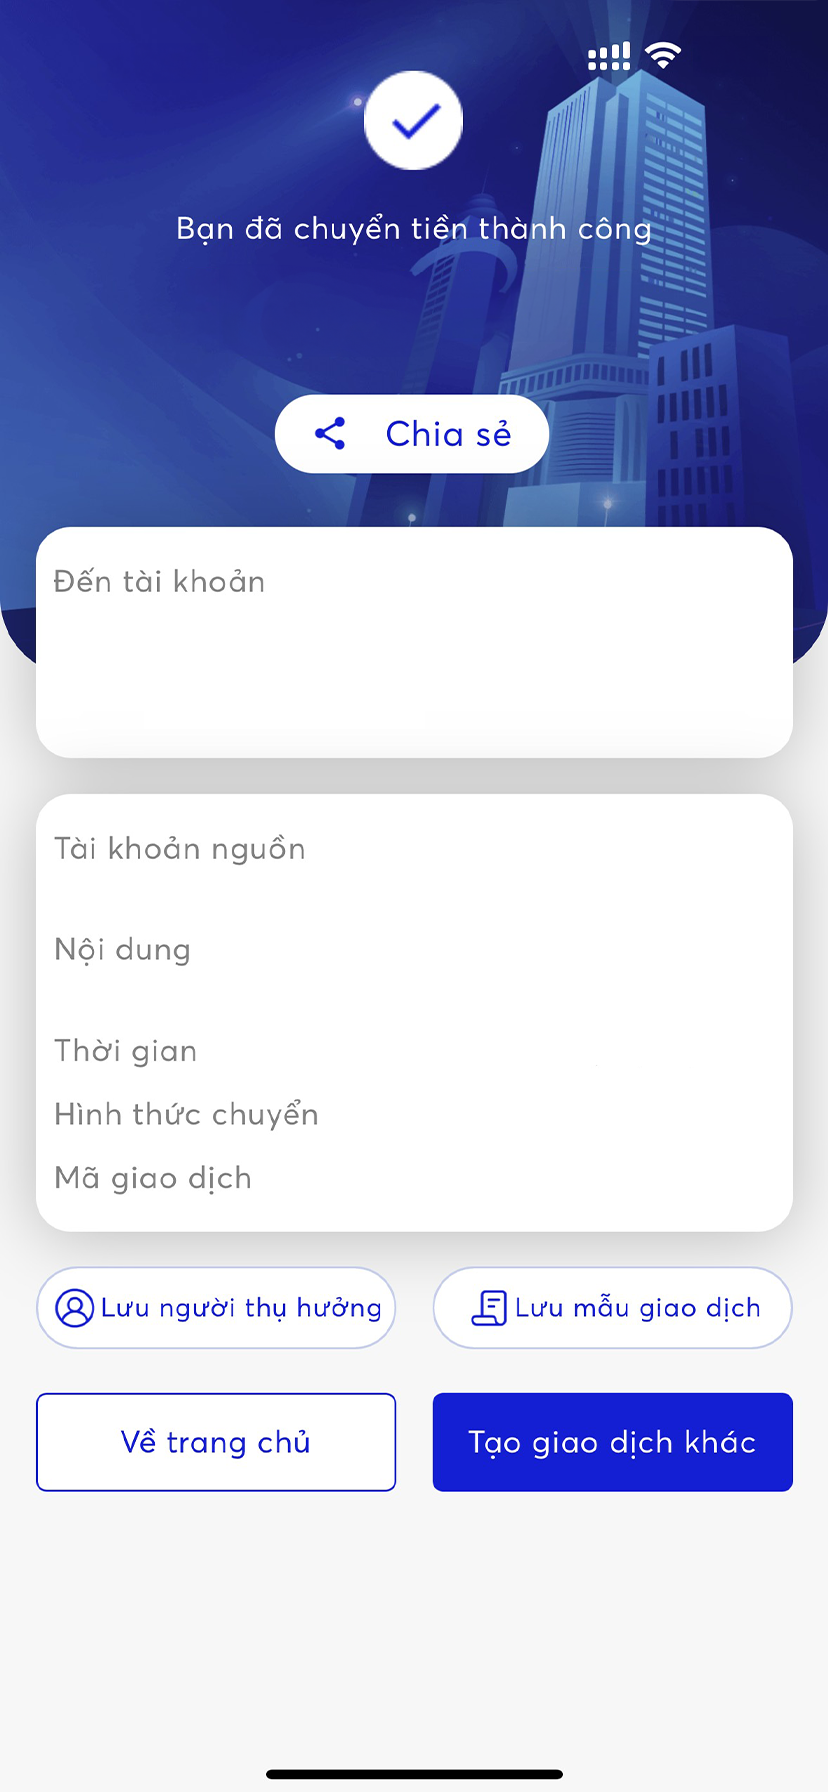 Bạn đã chuyển tiền thành công
Chia sẻ
Đến tài khoản
Tài khoản nguồn
Nội dung
Thời gian
Hình thức chuyển
Mã giao dịch
Lưu người thụ hưởng
Lưu mẫu giao dịch
Về trang chủ
Tạo giao dịch khác